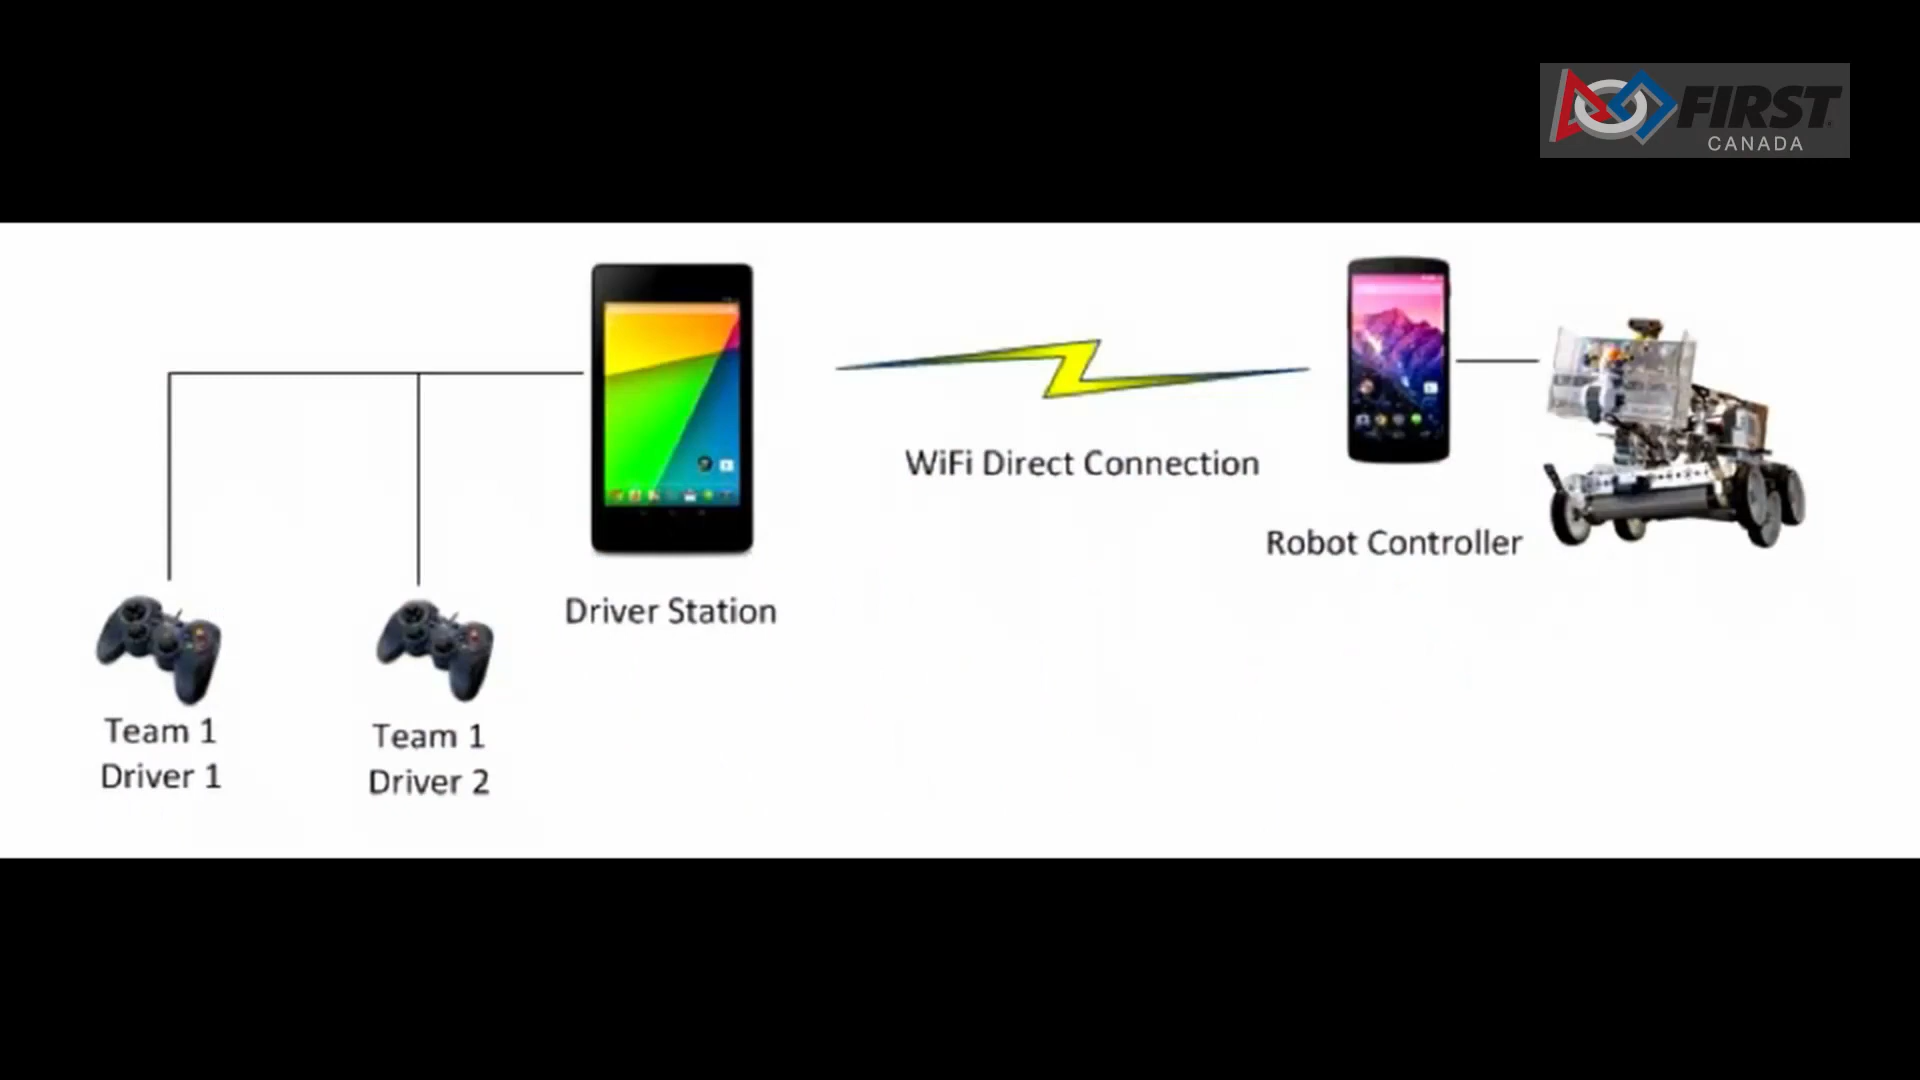 FIRST
CANADA
WiFi Direct Connection
Robot Controller
Driver Station
Team 1
Driver 1
Team 1
Driver 2